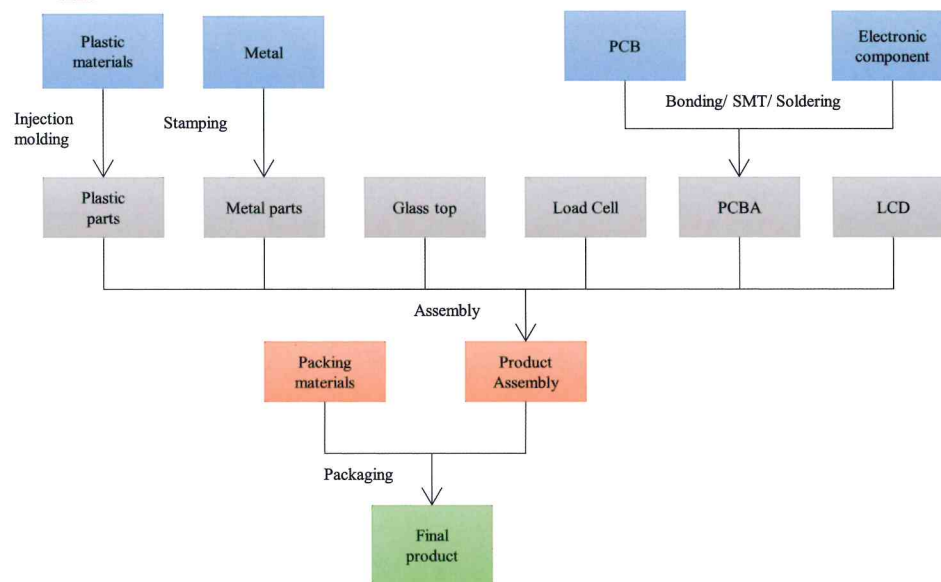 Plastic
materials
Metal
PCB
Electronic
component
Injection
molding
Stamping
Bonding/ SMT/ Soldering
Plastic
parts
Metal parts
Glass top
Load Cell
PCBA
LCD
Assembly
Packing
materials
Product
Assembly
Packaging
Final
product